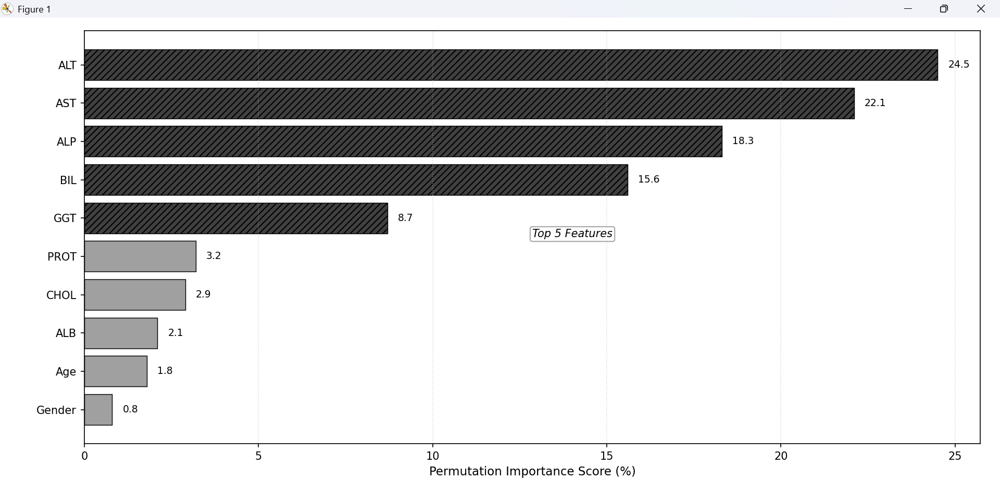 Figure 1
ALT 24.5
AST 22.1
ALP 18.3
BIL 15.6
GGT 8.7
Top 5 Features
PROT 3.2
CHOL 2.9
ALB 2.1
Age 1.8
Gender 0.8
0 5 10 15 20 25
Permutation Importance Score (%)